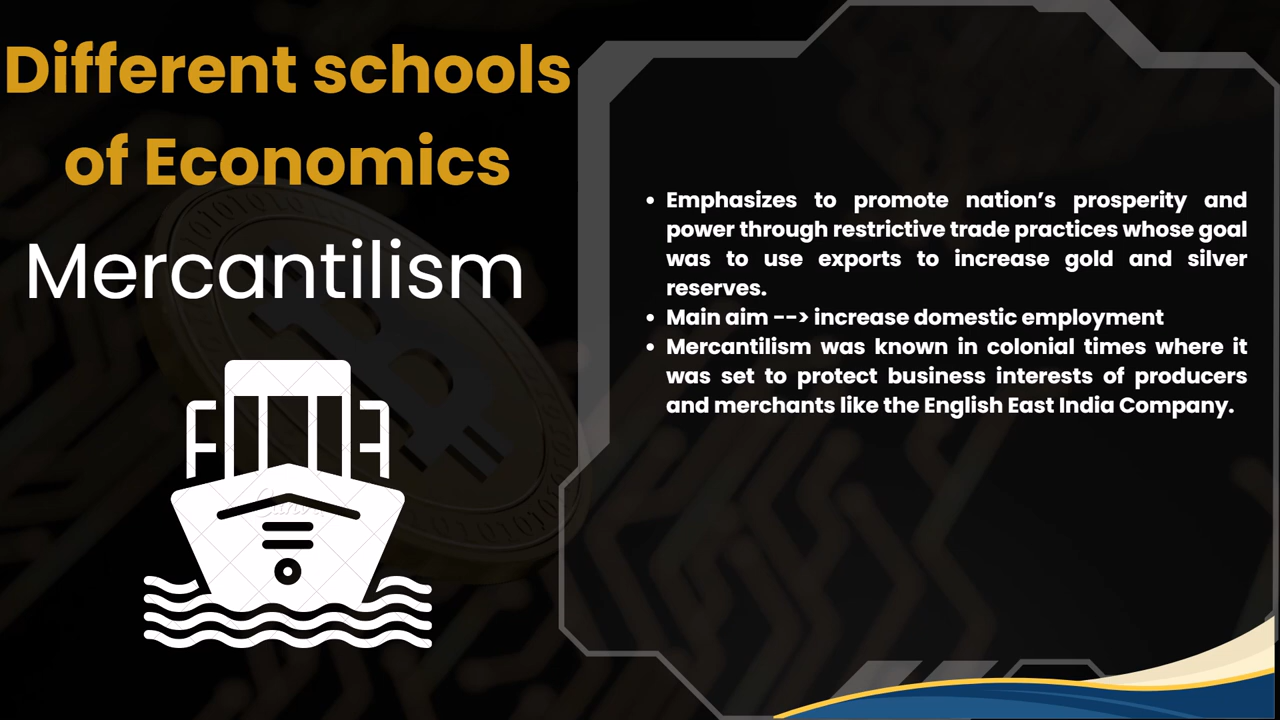 Different schools
of Economics
Mercantilism
• Emphasizes to promote nation’s prosperity and
power through restrictive trade practices whose goal
was to use exports to increase gold and silver
reserves.
• Main aim --> increase domestic employment
• Mercantilism was known in colonial times where it
was set to protect business interests of producers
and merchants like the English East India Company.
Canva